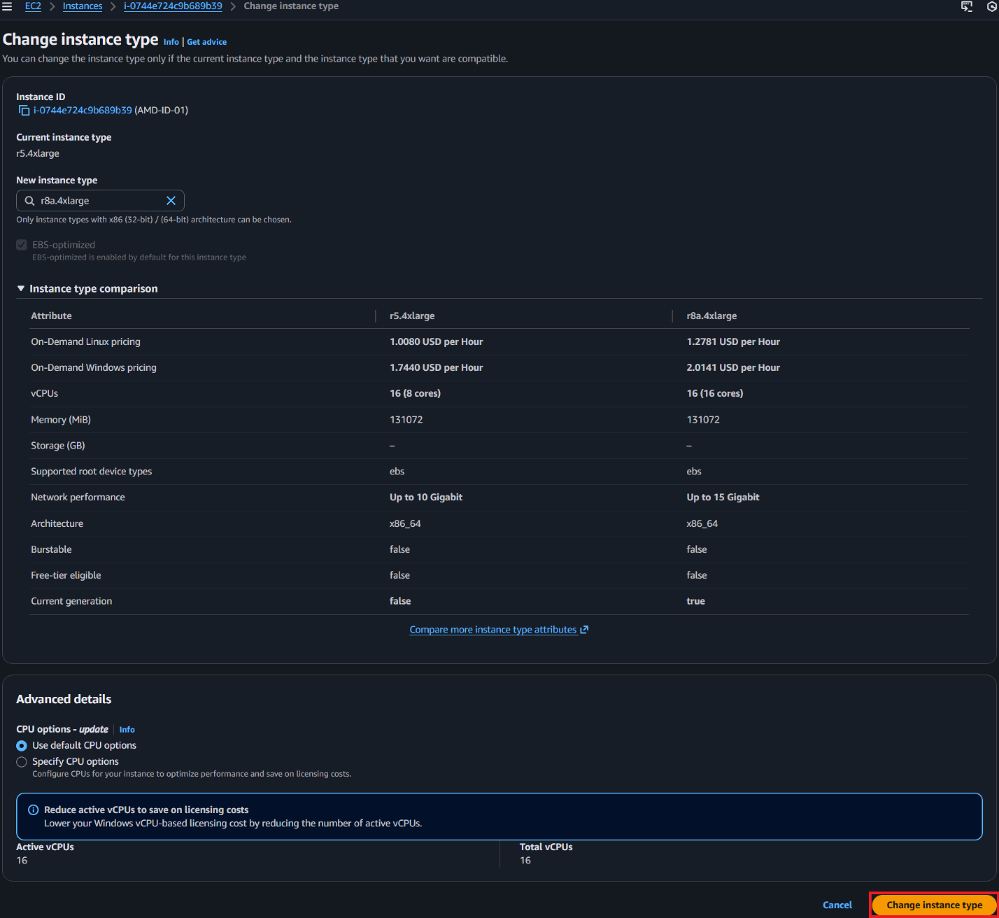 EC2 > Instances > i-0744e724c9b689b39 > Change instance type
Change instance type Info | Get advice
You can change the instance type only if the current instance type and the instance type that you want are compatible.
Instance ID
i-0744e724c9b689b39 (AMD-ID-01)
Current instance type
r5.4xlarge
New instance type
r8a.4xlarge
Only instance types with x86 (32-bit) / (64-bit) architecture can be chosen.
EBS-optimized
EBS-optimized is enabled by default for this instance type
Instance type comparison
Attribute r5.4xlarge r8a.4xlarge
On-Demand Linux pricing 1.0080 USD per Hour 1.2781 USD per Hour
On-Demand Windows pricing 1.7440 USD per Hour 2.0141 USD per Hour
vCPUs 16 (8 cores) 16 (16 cores)
Memory (MiB) 131072 131072
Storage (GB) – –
Supported root device types ebs ebs
Network performance Up to 10 Gigabit Up to 15 Gigabit
Architecture x86_64 x86_64
Burstable false false
Free-tier eligible false false
Current generation false true
Compare more instance type attributes
Advanced details
CPU options - update Info
Use default CPU options
Specify CPU options
Configure CPUs for your instance to optimize performance and save on licensing costs.
Reduce active vCPUs to save on licensing costs
Lower your Windows vCPU-based licensing cost by reducing the number of active vCPUs.
Active vCPUs Total vCPUs
16 16
Cancel Change instance type